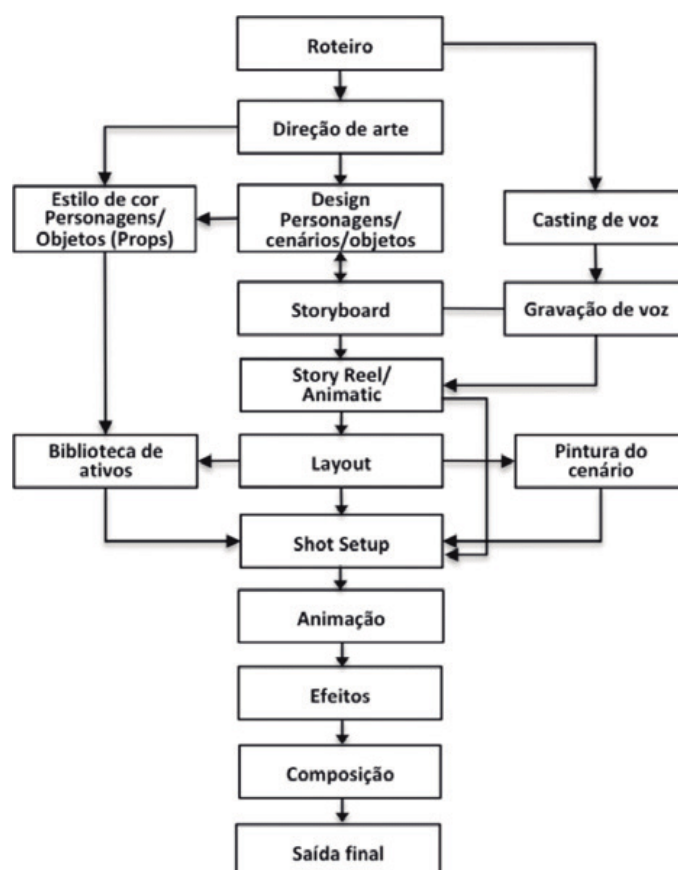 Roteiro
Direção de arte
Estilo de cor
Personagens/
Objetos (Props)
Design
Personagens/
cenários/objetos
Casting de voz
Storyboard
Gravação de voz
Story Reel/
Animatic
Biblioteca de
ativos
Layout
Pintura do
cenário
Shot Setup
Animação
Efeitos
Composição
Saída final